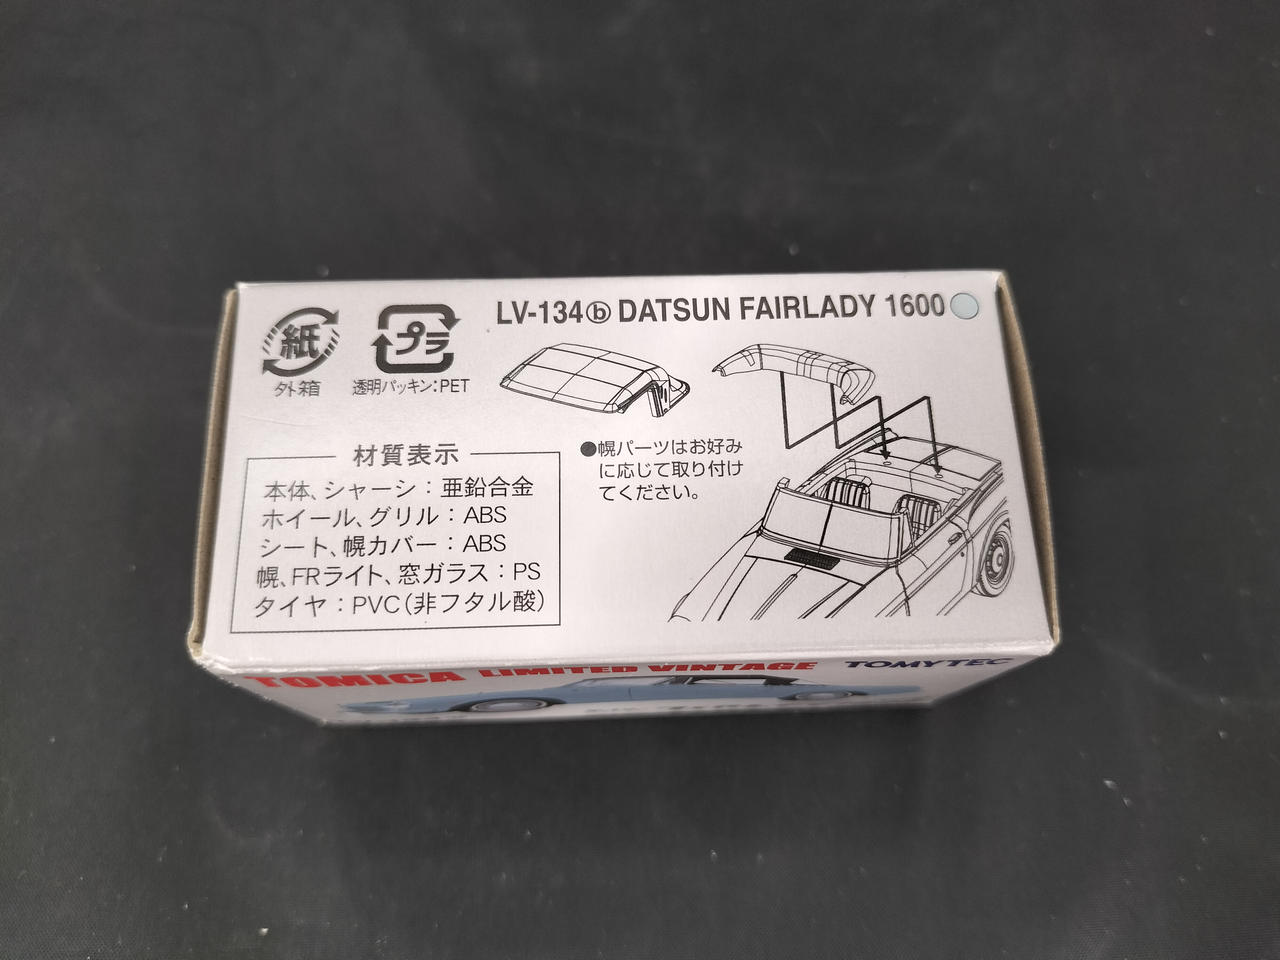 LV-134ⓑ DATSUN FAIRLADY 1600
紙
外箱
プラ
透明パッキン：PET
材質表示
本体、シャーシ：亜鉛合金
ホイール、グリル：ABS
シート、幌カバー：ABS
幌、FRライト、窓ガラス：PS
タイヤ：PVC（非フタル酸）
●幌パーツはお好み
に応じて取り付け
てください。
TOMICA LIMITED VINTAGE TOMYTEC